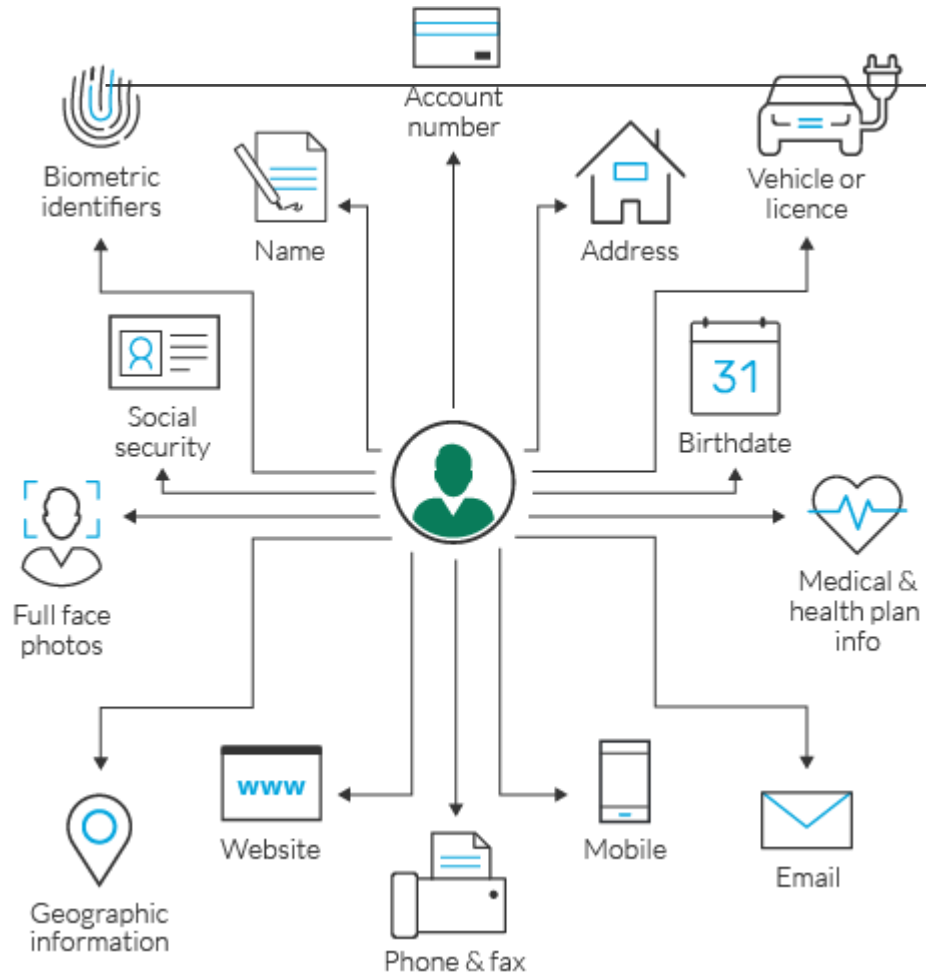 Account
number
Biometric
identifiers
Name
Address
Vehicle or
licence
Social
security
31
Birthdate
Full face
photos
Medical &
health plan
info
www
Website
Mobile
Email
Geographic
information
Phone & fax